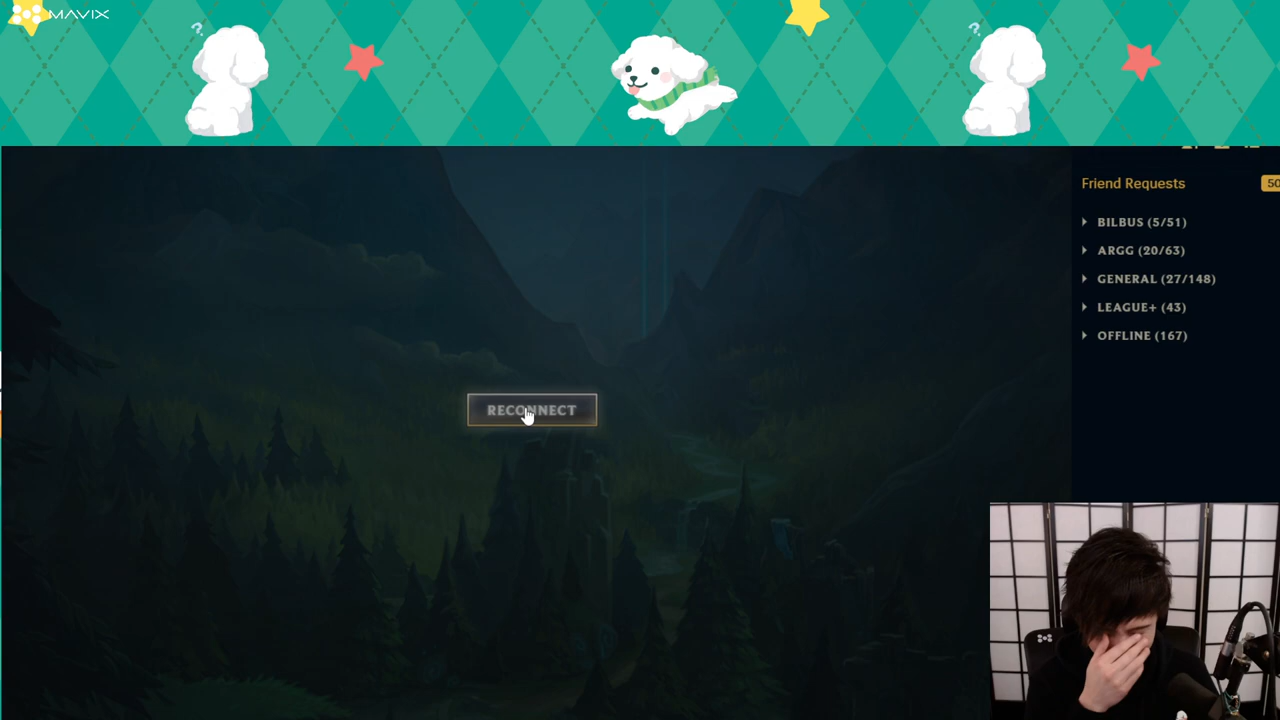 MAVIX
?
?
Friend Requests
50
BILBUS (5/51)
ARGG (20/63)
GENERAL (27/148)
LEAGUE+ (43)
OFFLINE (167)
RECONNECT